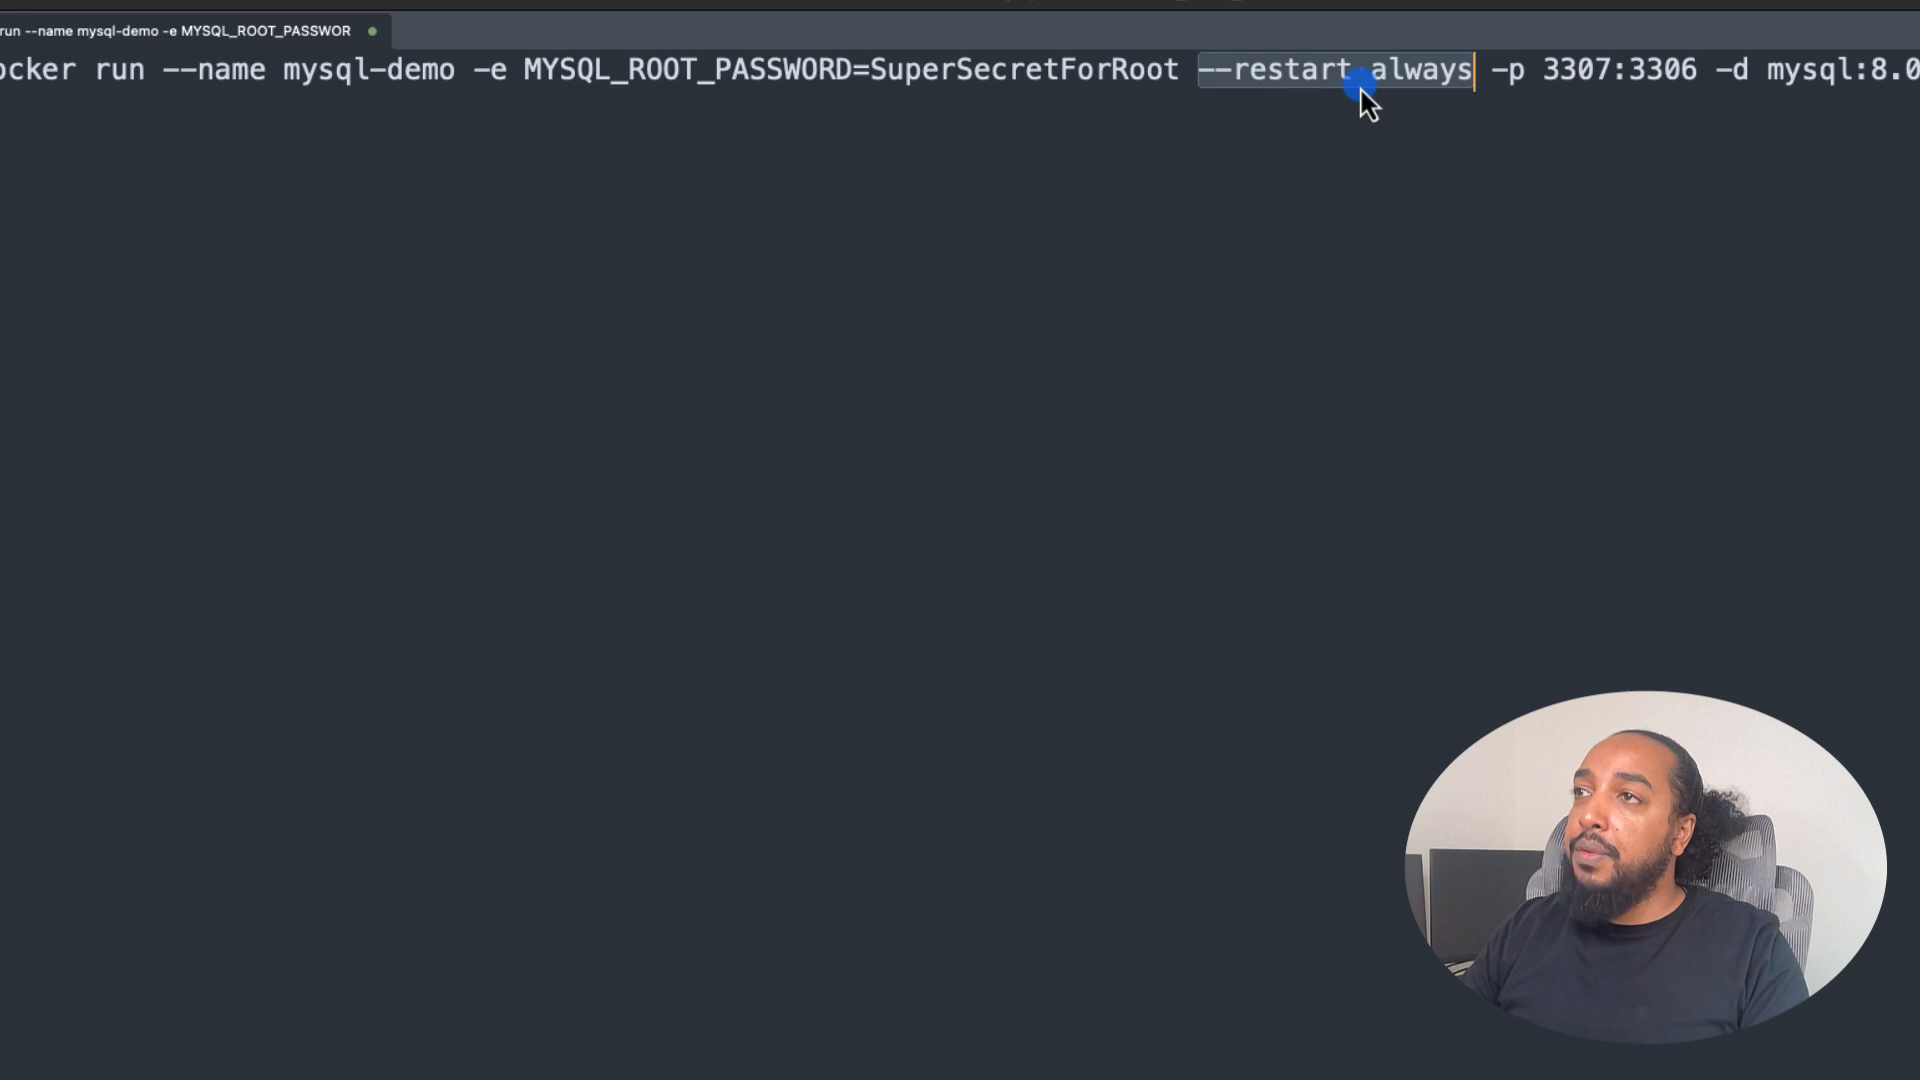 run --name mysql-demo -e MYSQL_ROOT_PASSWOR
ocker run --name mysql-demo -e MYSQL_ROOT_PASSWORD=SuperSecretForRoot --restart always -p 3307:3306 -d mysql:8.0